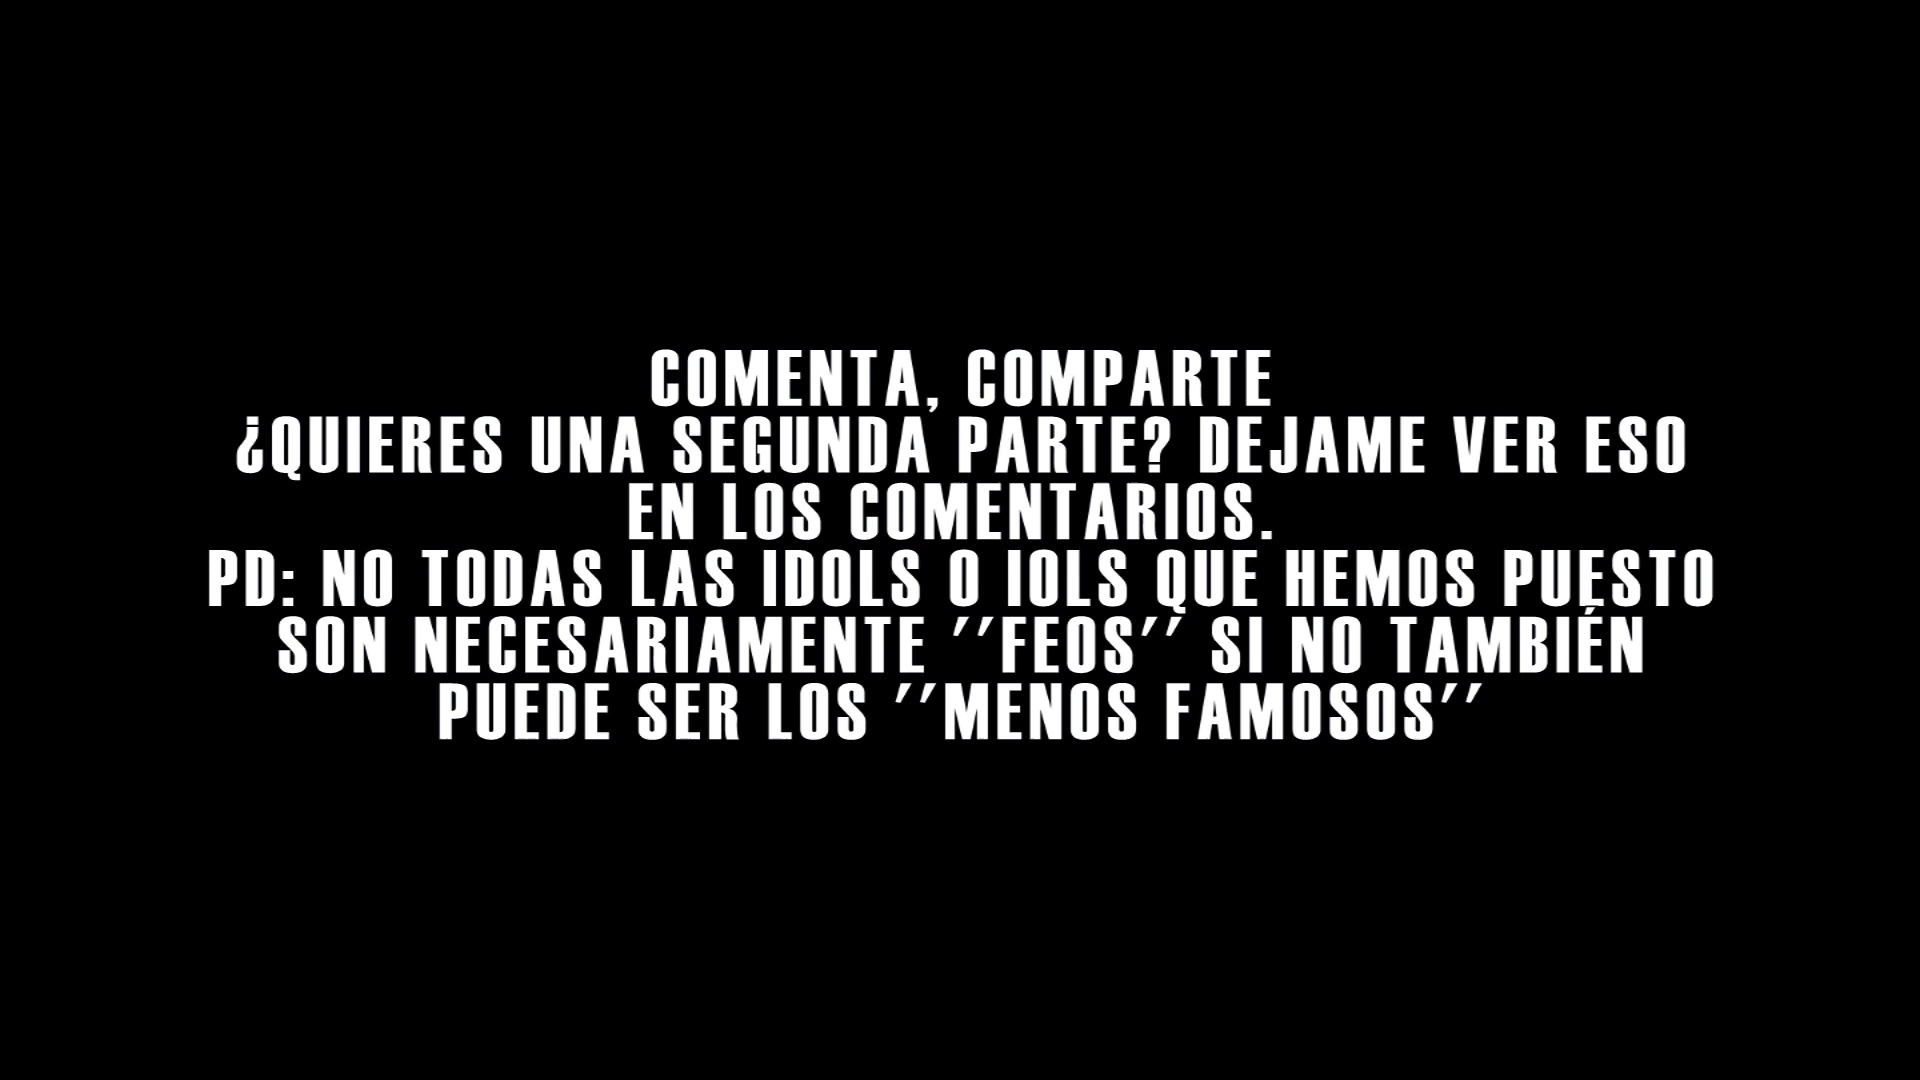 COMENTA, COMPARTE
¿QUIERES UNA SEGUNDA PARTE? DEJAME VER ESO
EN LOS COMENTARIOS.
PD: NO TODAS LAS IDOLS O IOLS QUE HEMOS PUESTO
SON NECESARIAMENTE ''FEOS'' SI NO TAMBIÉN
PUEDE SER LOS ''MENOS FAMOSOS''